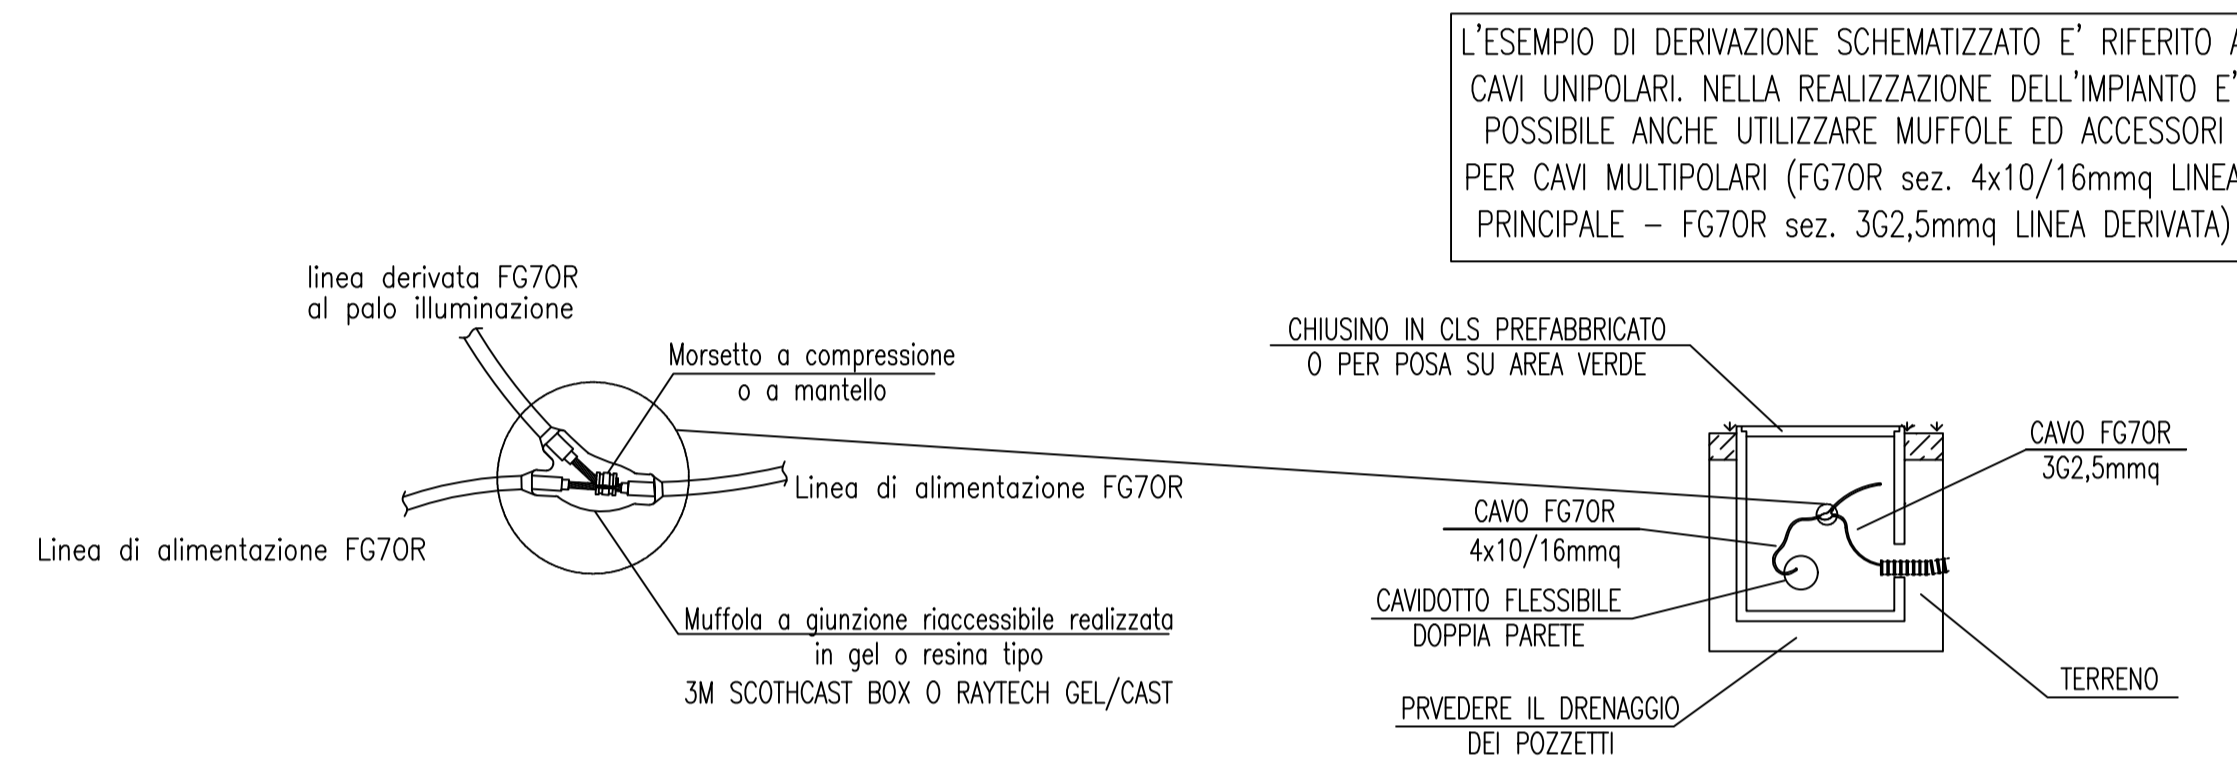 L'ESEMPIO DI DERIVAZIONE SCHEMATIZZATO E' RIFERITO A
CAVI UNIPOLARI. NELLA REALIZZAZIONE DELL'IMPIANTO E'
POSSIBILE ANCHE UTILIZZARE MUFFOLE ED ACCESSORI
PER CAVI MULTIPOLARI (FG7OR sez. 4x10/16mmq LINEA
PRINCIPALE – FG7OR sez. 3G2,5mmq LINEA DERIVATA)
linea derivata FG7OR
al palo illuminazione
Morsetto a compressione
o a mantello
Linea di alimentazione FG7OR
Linea di alimentazione FG7OR
Muffola a giunzione riaccessibile realizzata
in gel o resina tipo
3M SCOTHCAST BOX O RAYTECH GEL/CAST
CHIUSINO IN CLS PREFABBRICATO
O PER POSA SU AREA VERDE
CAVO FG7OR
3G2,5mmq
CAVO FG7OR
4x10/16mmq
CAVIDOTTO FLESSIBILE
DOPPIA PARETE
TERRENO
PRVEDERE IL DRENAGGIO
DEI POZZETTI